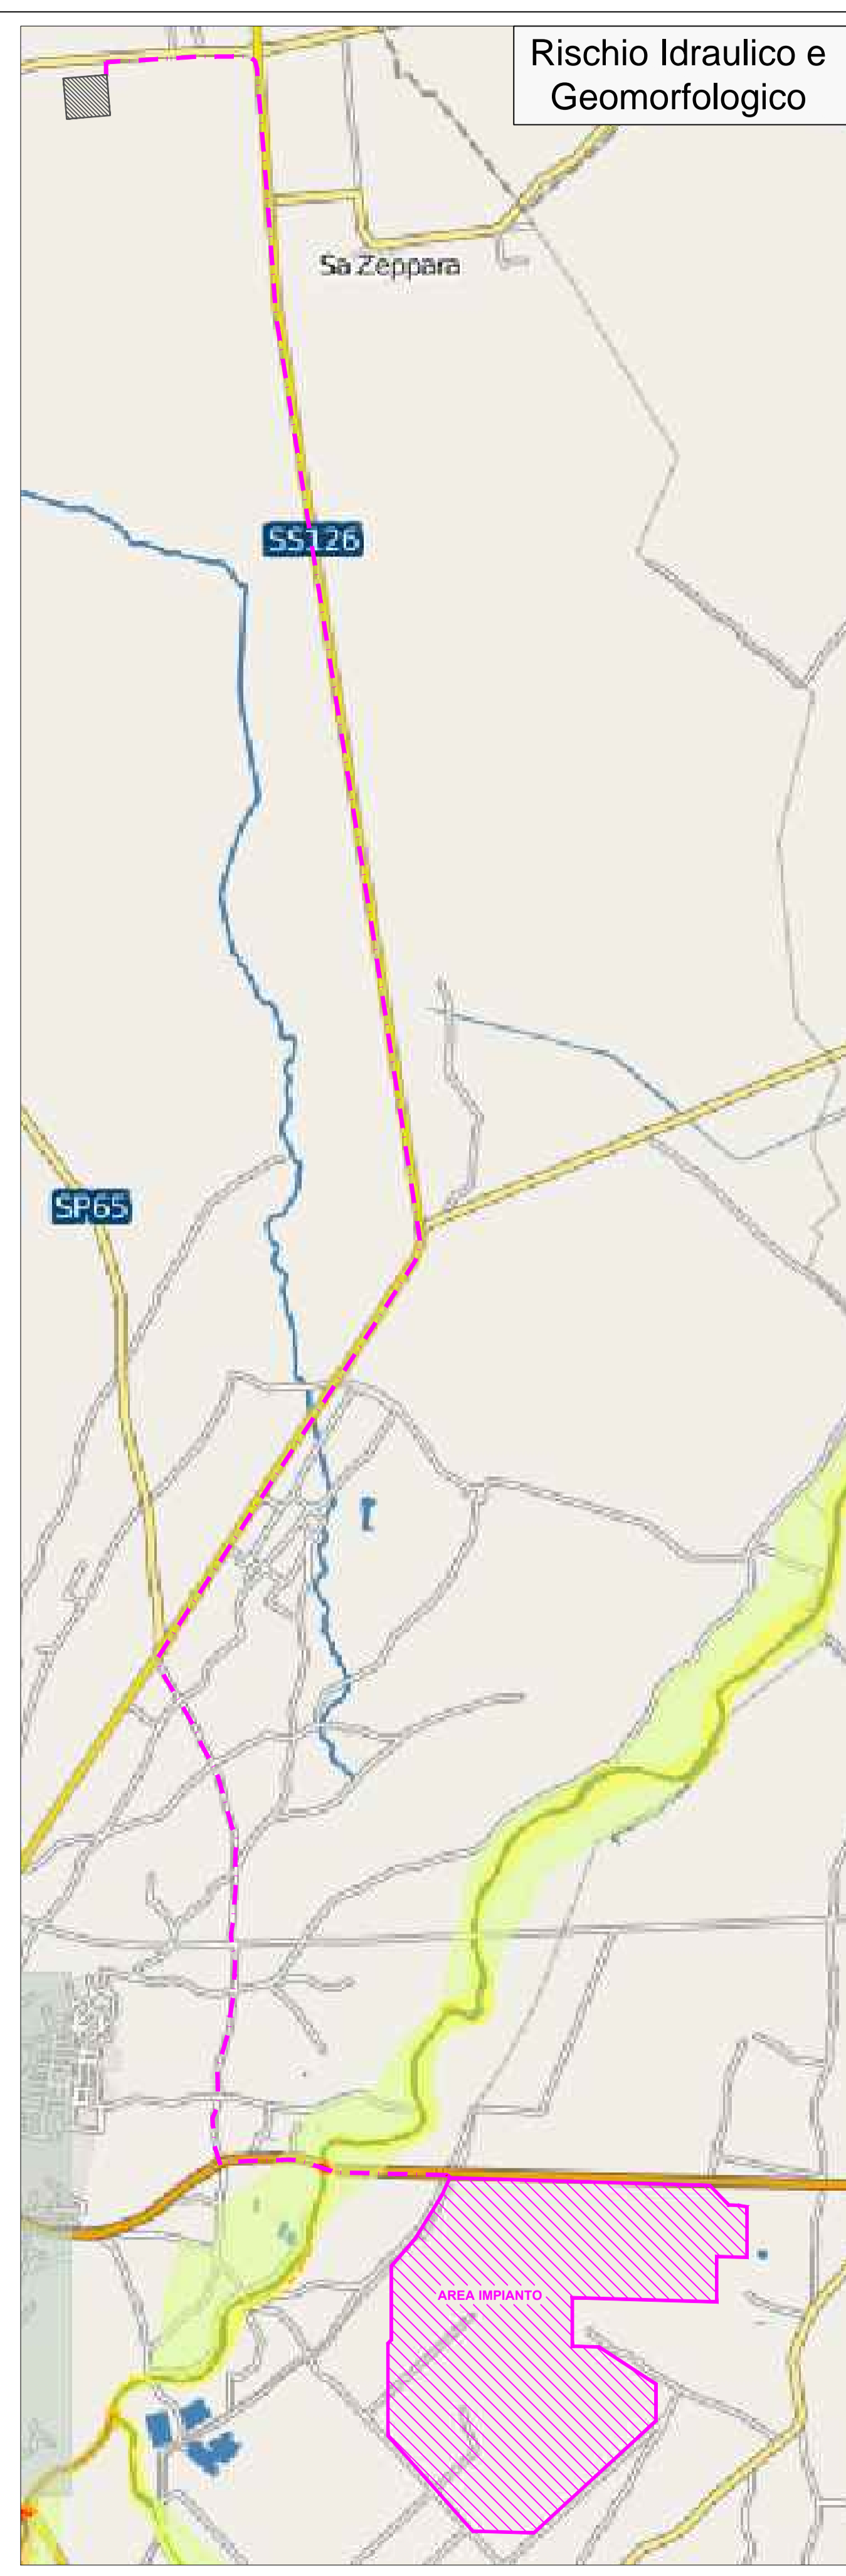 Rischio Idraulico e
Geomorfologico
Sa Zeppara
SS126
SP65
AREA IMPIANTO